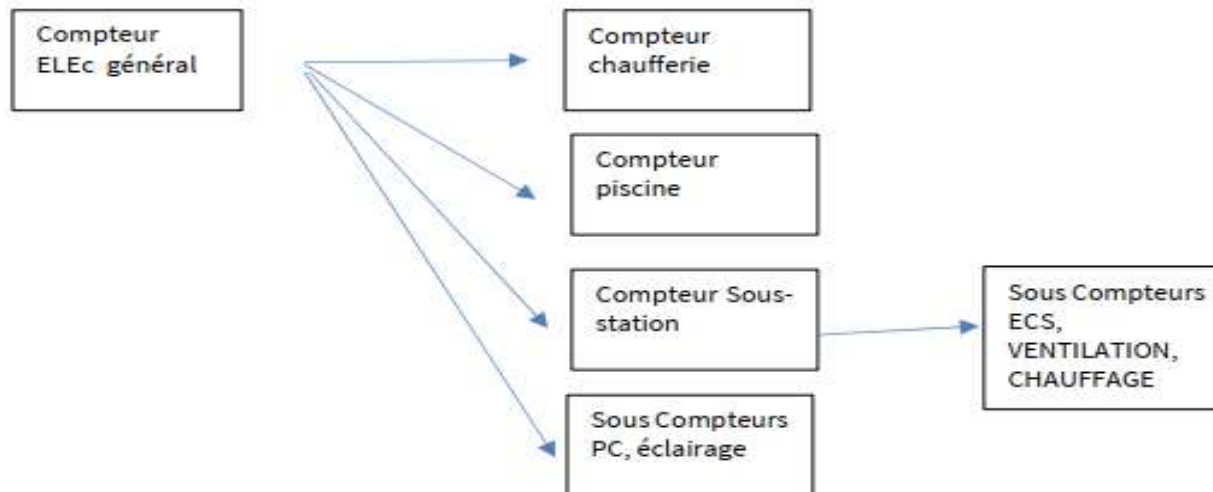 Compteur
ELEc général
Compteur
chaufferie
Compteur
piscine
Compteur Sous-
station
Sous Compteurs
ECS,
VENTILATION,
CHAUFFAGE
Sous Compteurs
PC, éclairage